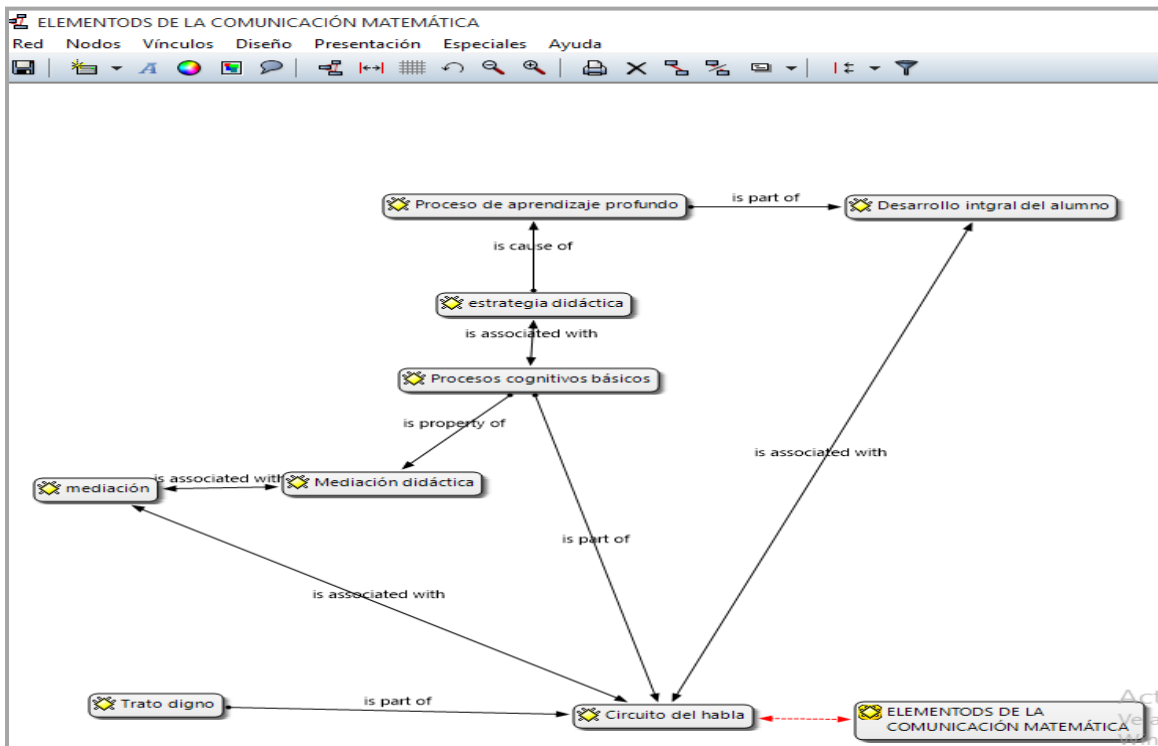 ELEMENTODS DE LA COMUNICACIÓN MATEMÁTICA
Red Nodos Vínculos Diseño Presentación Especiales Ayuda
Proceso de aprendizaje profundo
is part of
Desarrollo intgral del alumno
is cause of
estrategia didáctica
is associated with
Procesos cognitivos básicos
is property of
is associated with
mediación
is associated with
Mediación didáctica
is part of
is associated with
Trato digno
is part of
Circuito del habla
ELEMENTODS DE LA
COMUNICACIÓN MATEMÁTICA